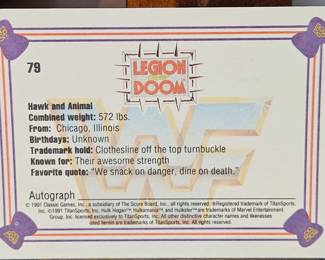 79
LEGION
OF
DOOM
Hawk and Animal
Combined weight: 572 lbs.
From: Chicago, Illinois
Birthdays: Unknown
Trademark hold: Clothesline off the top turnbuckle
Known for: Their awesome strength
Favorite quote: "We snack on danger, dine on death."
Autograph
© 1991 Classic Games, Inc., a subsidiary of The Score Board, Inc., all rights reserved. ®Registered trademark of TitanSports,
Inc. ©1991 TitanSports, Inc. Hulk Hogan™, Hulkamania™ and Hulkster™ are trademarks of Marvel Entertainment
Group, Inc. licensed exclusively to TitanSports, Inc. All other distinctive character names and likenesses
used herein are trademarks of TitanSports, Inc.